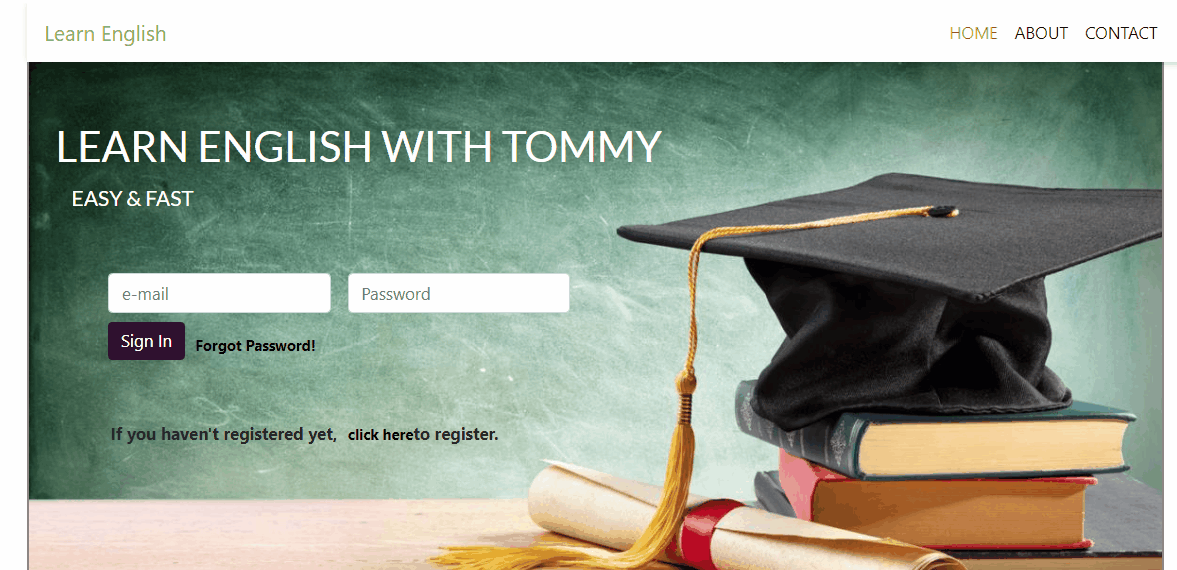 Learn English
HOME ABOUT CONTACT
LEARN ENGLISH WITH TOMMY
EASY & FAST
e-mail Password
Sign In Forgot Password!
If you haven't registered yet, click hereto register.